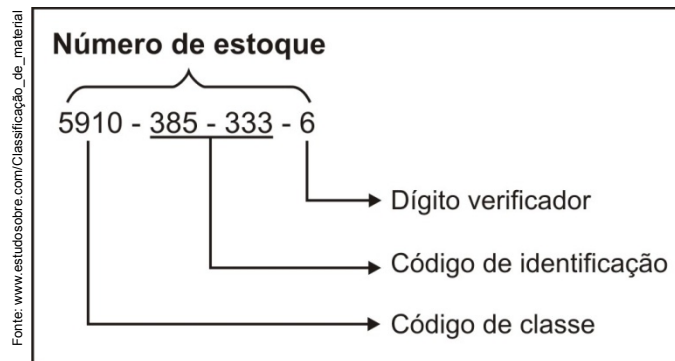 Número de estoque
5910 - 385 - 333 - 6
Dígito verificador
Código de identificação
Código de classe
Fonte: www.estudosobre.com/Classificação_de_material